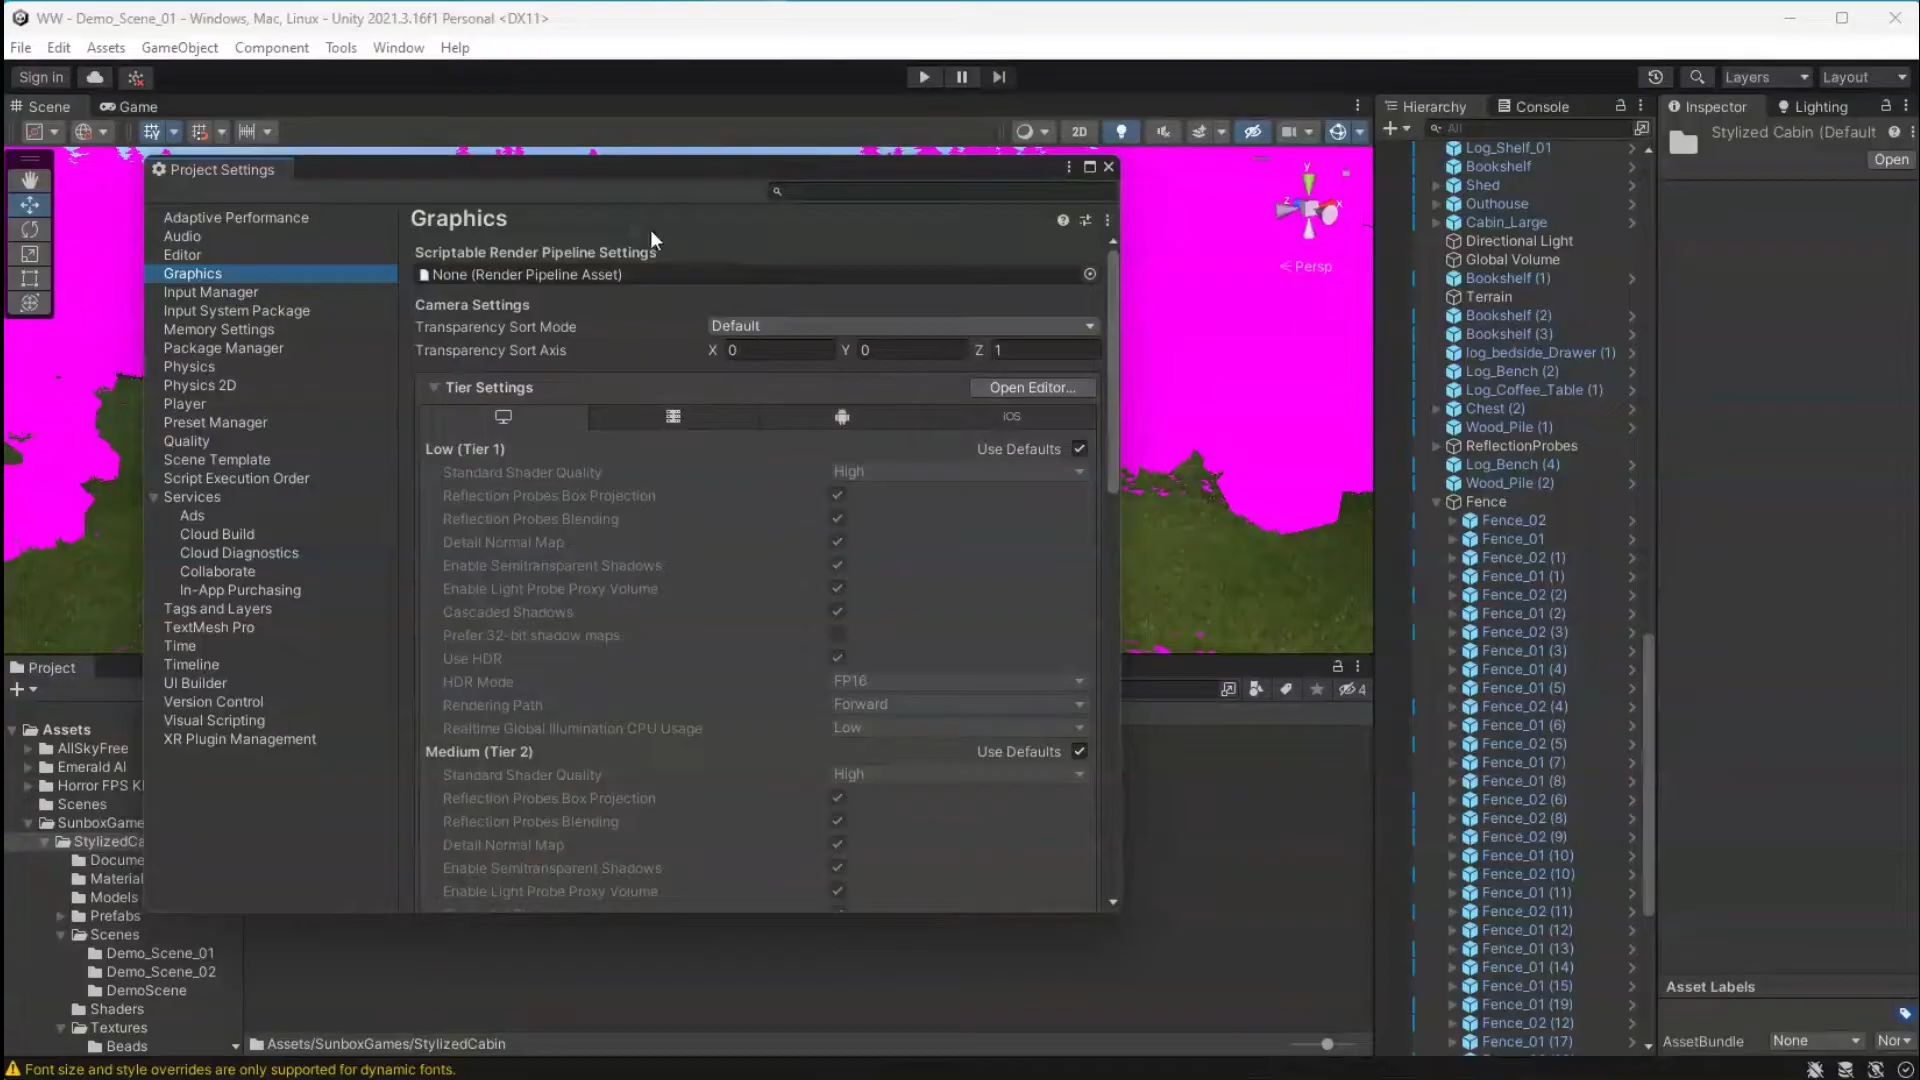 WW - Demo_Scene_01 - Windows, Mac, Linux - Unity 2021.3.16f1 Personal <DX11>
File Edit Assets GameObject Component Tools Window Help
Sign in Layers Layout
Scene Game Hierarchy Console Inspector Lighting
2D All Stylized Cabin (Default
Open
Project Settings
Graphics
Adaptive Performance
Audio
Editor
Graphics
Input Manager
Input System Package
Memory Settings
Package Manager
Physics
Physics 2D
Player
Preset Manager
Quality
Scene Template
Script Execution Order
Services
Ads
Cloud Build
Cloud Diagnostics
Collaborate
In-App Purchasing
Tags and Layers
TextMesh Pro
Time
Timeline
UI Builder
Version Control
Visual Scripting
XR Plugin Management
Scriptable Render Pipeline Settings
None (Render Pipeline Asset)
Camera Settings
Transparency Sort Mode Default
Transparency Sort Axis X 0 Y 0 Z 1
Tier Settings Open Editor...
iOS
Low (Tier 1) Use Defaults
Standard Shader Quality High
Reflection Probes Box Projection
Reflection Probes Blending
Detail Normal Map
Enable Semitransparent Shadows
Enable Light Probe Proxy Volume
Cascaded Shadows
Prefer 32-bit shadow maps
Use HDR
HDR Mode FP16
Rendering Path Forward
Realtime Global Illumination CPU Usage Low
Medium (Tier 2) Use Defaults
Standard Shader Quality High
Reflection Probes Box Projection
Reflection Probes Blending
Detail Normal Map
Enable Semitransparent Shadows
Enable Light Probe Proxy Volume
y
z x
Persp
Log_Shelf_01
Bookshelf
Shed
Outhouse
Cabin_Large
Directional Light
Global Volume
Bookshelf (1)
Terrain
Bookshelf (2)
Bookshelf (3)
log_bedside_Drawer (1)
Log_Bench (2)
Log_Coffee_Table (1)
Chest (2)
Wood_Pile (1)
ReflectionProbes
Log_Bench (4)
Wood_Pile (2)
Fence
Fence_02
Fence_01
Fence_02 (1)
Fence_01 (1)
Fence_02 (2)
Fence_01 (2)
Fence_02 (3)
Fence_01 (3)
Fence_01 (4)
Fence_01 (5)
Fence_02 (4)
Fence_01 (6)
Fence_02 (5)
Fence_01 (7)
Fence_01 (8)
Fence_02 (6)
Fence_02 (8)
Fence_02 (9)
Fence_01 (10)
Fence_02 (10)
Fence_01 (11)
Fence_02 (11)
Fence_01 (12)
Fence_01 (13)
Fence_01 (14)
Fence_01 (15)
Fence_01 (19)
Fence_02 (12)
Fence_01 (17)
Project
4
Assets
AllSkyFree
Emerald AI
Horror FPS KI
Scenes
SunboxGame
StylizedCa
Docume
Material
Models
Prefabs
Scenes
Demo_Scene_01
Demo_Scene_02
DemoScene
Shaders
Textures
Beads
Assets/SunboxGames/StylizedCabin
Asset Labels
AssetBundle None Nor
Font size and style overrides are only supported for dynamic fonts.